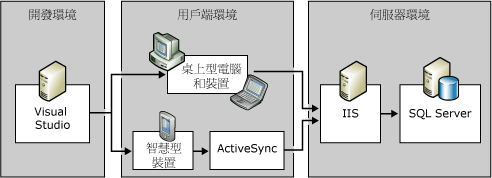 開發環境
用戶端環境
伺服器環境
Visual
Studio
桌上型電腦
和裝置
智慧型
裝置
ActiveSync
IIS
SQL Server